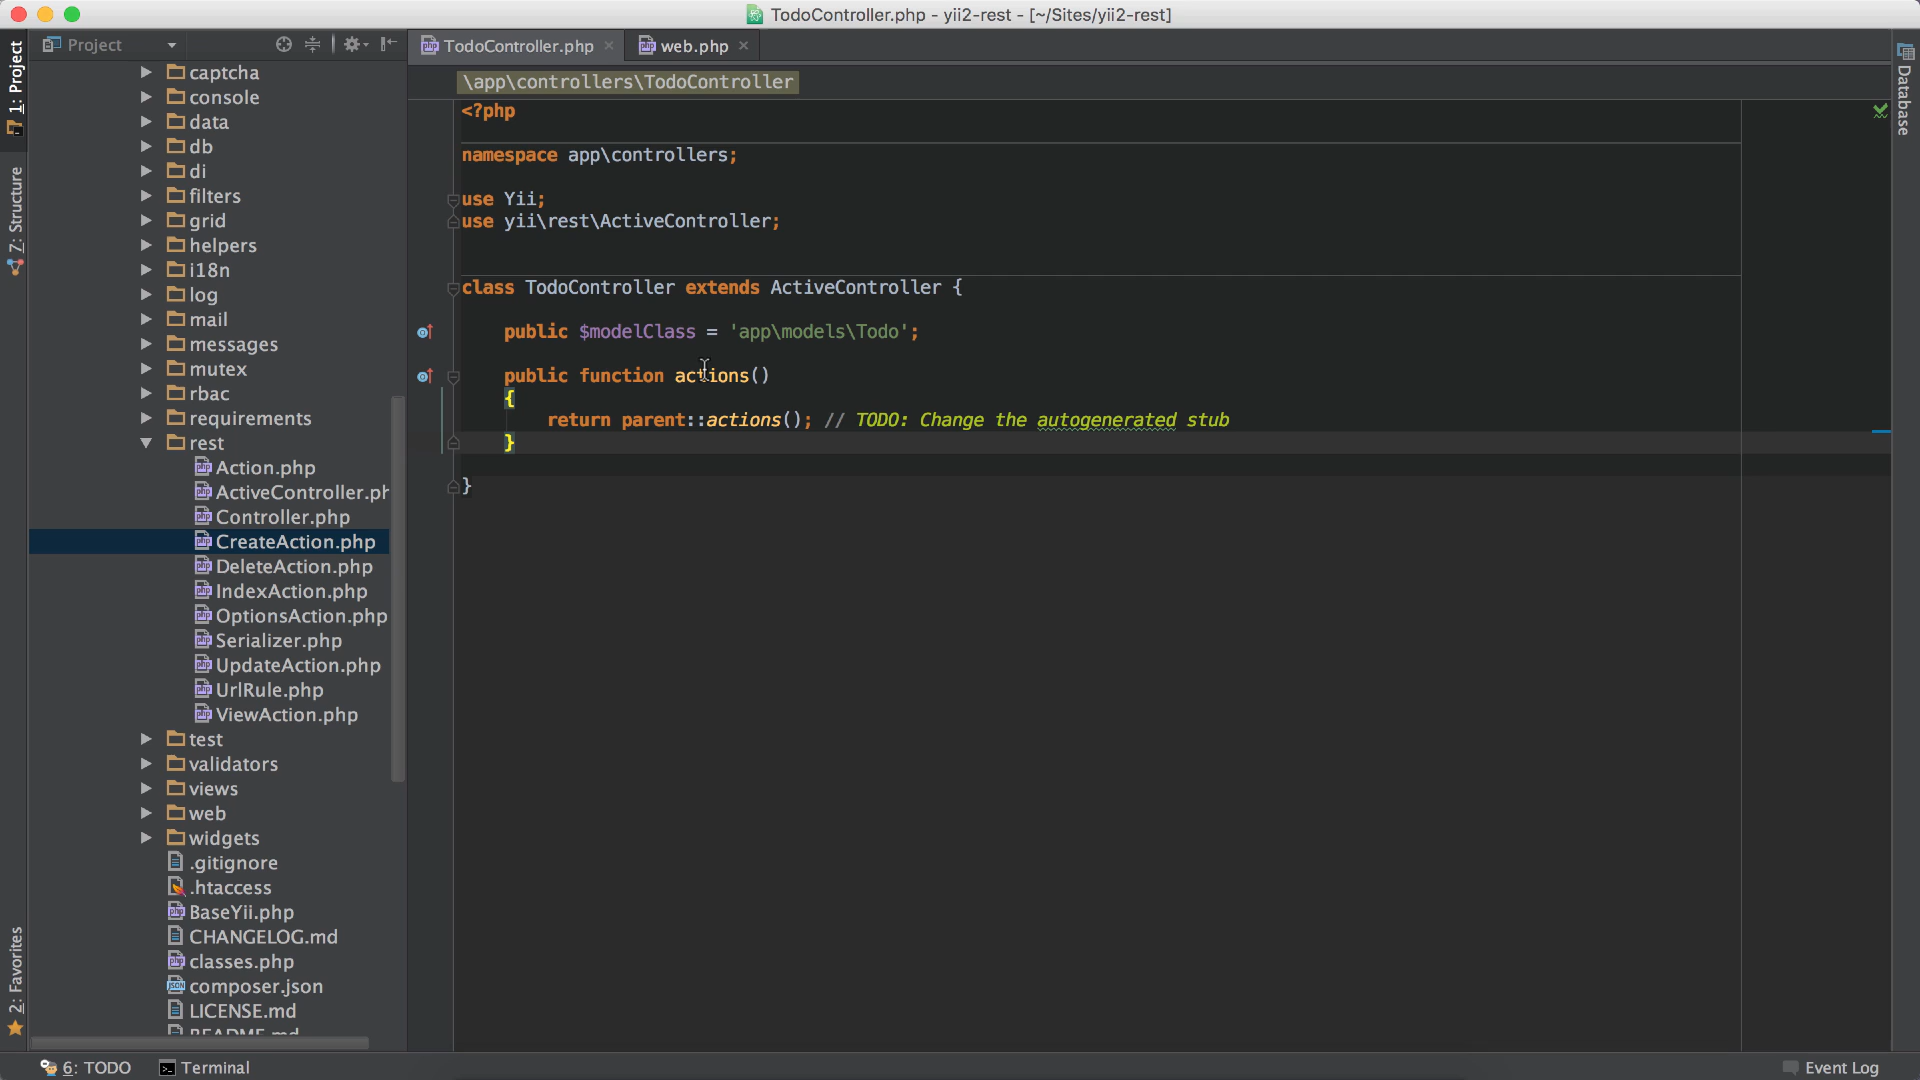 TodoController.php - yii2-rest - [~/Sites/yii2-rest]
1: Project
7: Structure
2: Favorites
Project
captcha
console
data
db
di
filters
grid
helpers
i18n
log
mail
messages
mutex
rbac
requirements
rest
Action.php
ActiveController.ph
Controller.php
CreateAction.php
DeleteAction.php
IndexAction.php
OptionsAction.php
Serializer.php
UpdateAction.php
UrlRule.php
ViewAction.php
test
validators
views
web
widgets
.gitignore
.htaccess
BaseYii.php
CHANGELOG.md
classes.php
composer.json
LICENSE.md
README.md
TodoController.php
web.php
\app\controllers\TodoController
<?php
namespace app\controllers;
use Yii;
use yii\rest\ActiveController;
class TodoController extends ActiveController {
public $modelClass = 'app\models\Todo';
public function actions()
{
return parent::actions(); // TODO: Change the autogenerated stub
}
}
Database
6: TODO
Terminal
Event Log